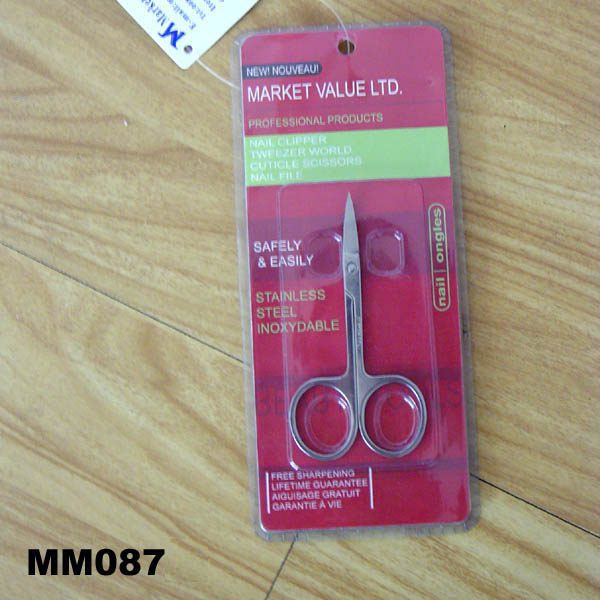 M
NEW! NOUVEAU!
MARKET VALUE LTD.
PROFESSIONAL PRODUCTS
NAIL CLIPPER
TWEEZER WORLD
CUTICLE SCISSORS
NAIL FILE
SAFELY
& EASILY
STAINLESS
STEEL
INOXYDABLE
nail | ongles
FREE SHARPENING
LIFETIME GUARANTEE
AIGUISAGE GRATUIT
GARANTIE À VIE
MM087